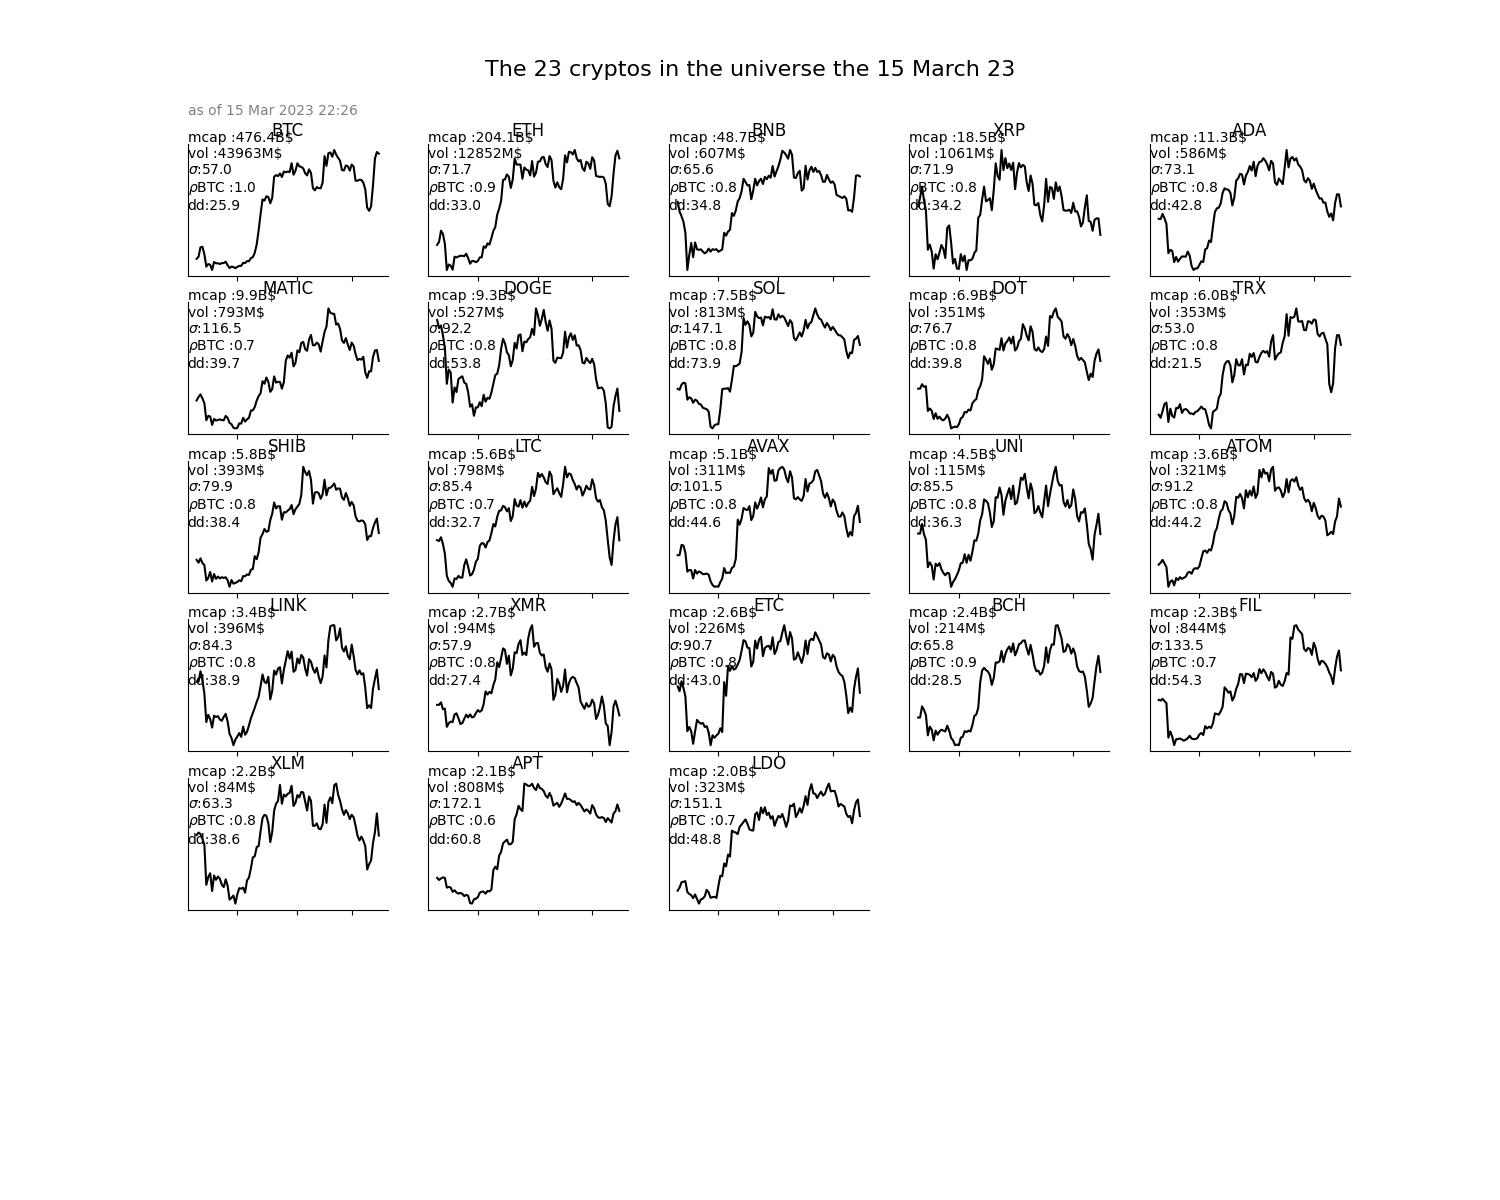 The 23 cryptos in the universe the 15 March 23
as of 15 Mar 2023 22:26
BTC
mcap :476.4B$
vol :43963M$
σ:57.0
ρBTC :1.0
dd:25.9
ETH
mcap :204.1B$
vol :12852M$
σ:71.7
ρBTC :0.9
dd:33.0
BNB
mcap :48.7B$
vol :607M$
σ:65.6
ρBTC :0.8
dd:34.8
XRP
mcap :18.5B$
vol :1061M$
σ:71.9
ρBTC :0.8
dd:34.2
ADA
mcap :11.3B$
vol :586M$
σ:73.1
ρBTC :0.8
dd:42.8
MATIC
mcap :9.9B$
vol :793M$
σ:116.5
ρBTC :0.7
dd:39.7
DOGE
mcap :9.3B$
vol :527M$
σ:92.2
ρBTC :0.8
dd:53.8
SOL
mcap :7.5B$
vol :813M$
σ:147.1
ρBTC :0.8
dd:73.9
DOT
mcap :6.9B$
vol :351M$
σ:76.7
ρBTC :0.8
dd:39.8
TRX
mcap :6.0B$
vol :353M$
σ:53.0
ρBTC :0.8
dd:21.5
SHIB
mcap :5.8B$
vol :393M$
σ:79.9
ρBTC :0.8
dd:38.4
LTC
mcap :5.6B$
vol :798M$
σ:85.4
ρBTC :0.7
dd:32.7
AVAX
mcap :5.1B$
vol :311M$
σ:101.5
ρBTC :0.8
dd:44.6
UNI
mcap :4.5B$
vol :115M$
σ:85.5
ρBTC :0.8
dd:36.3
ATOM
mcap :3.6B$
vol :321M$
σ:91.2
ρBTC :0.8
dd:44.2
LINK
mcap :3.4B$
vol :396M$
σ:84.3
ρBTC :0.8
dd:38.9
XMR
mcap :2.7B$
vol :94M$
σ:57.9
ρBTC :0.8
dd:27.4
ETC
mcap :2.6B$
vol :226M$
σ:90.7
ρBTC :0.8
dd:43.0
BCH
mcap :2.4B$
vol :214M$
σ:65.8
ρBTC :0.9
dd:28.5
FIL
mcap :2.3B$
vol :844M$
σ:133.5
ρBTC :0.7
dd:54.3
XLM
mcap :2.2B$
vol :84M$
σ:63.3
ρBTC :0.8
dd:38.6
APT
mcap :2.1B$
vol :808M$
σ:172.1
ρBTC :0.6
dd:60.8
LDO
mcap :2.0B$
vol :323M$
σ:151.1
ρBTC :0.7
dd:48.8